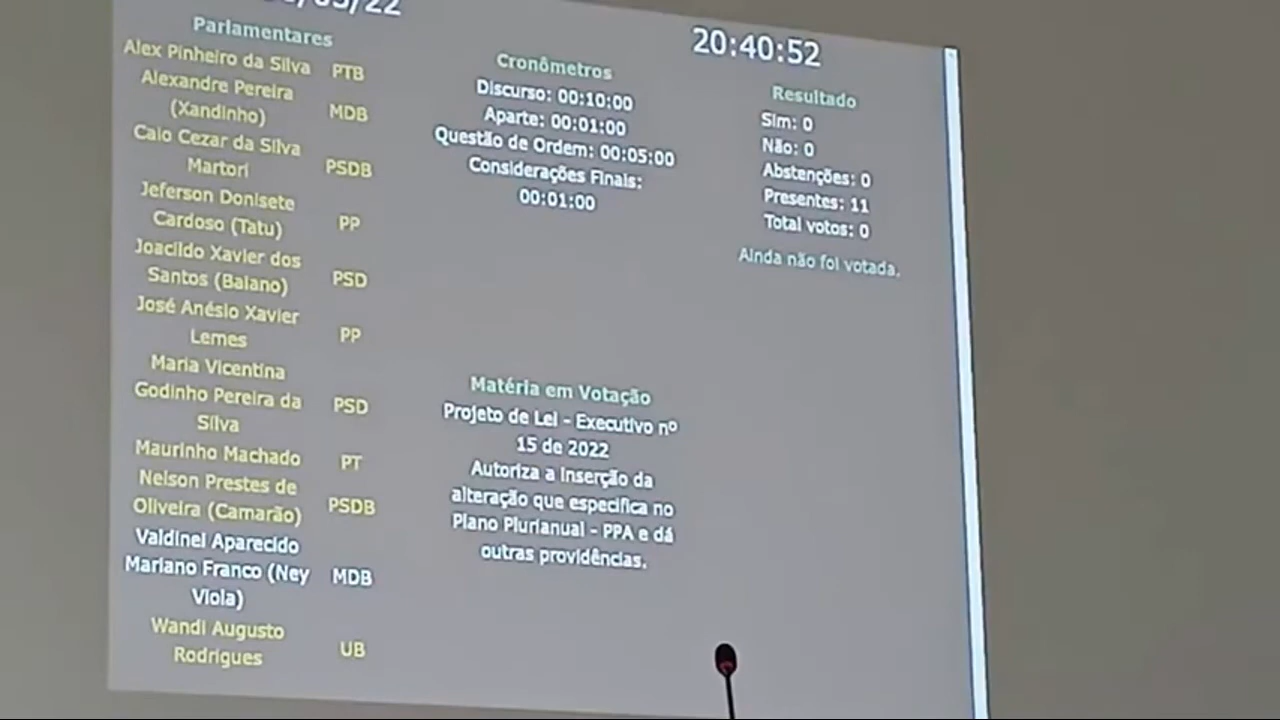 /05/22
20:40:52
Parlamentares
Alex Pinheiro da Silva PTB
Alexandre Pereira
(Xandinho) MDB
Caio Cezar da Silva
Martori PSDB
Jeferson Donisete
Cardoso (Tatu) PP
Joacildo Xavier dos
Santos (Baiano) PSD
José Anésio Xavier
Lemes PP
Maria Vicentina
Godinho Pereira da PSD
Silva
Maurinho Machado PT
Nelson Prestes de
Oliveira (Camarão) PSDB
Valdinei Aparecido
Mariano Franco (Ney MDB
Viola)
Wandi Augusto
Rodrigues UB
Cronômetros
Discurso: 00:10:00
Aparte: 00:01:00
Questão de Ordem: 00:05:00
Considerações Finais:
00:01:00
Matéria em Votação
Projeto de Lei - Executivo nº
15 de 2022
Autoriza a inserção da
alteração que especifica no
Plano Plurianual - PPA e dá
outras providências.
Resultado
Sim: 0
Não: 0
Abstenções: 0
Presentes: 11
Total votos: 0
Ainda não foi votada.